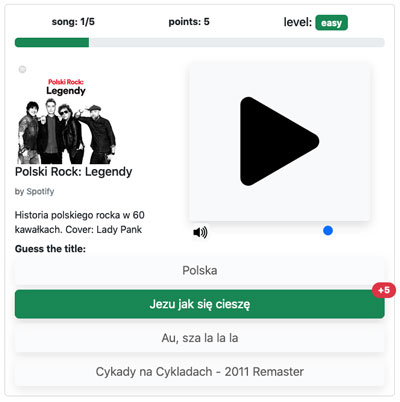 song: 1/5 points: 5 level: easy
Polski Rock:
Legendy
Polski Rock: Legendy
by Spotify
Historia polskiego rocka w 60
kawałkach. Cover: Lady Pank
Guess the title:
Polska
+5
Jezu jak się cieszę
Au, sza la la la
Cykady na Cykladach - 2011 Remaster